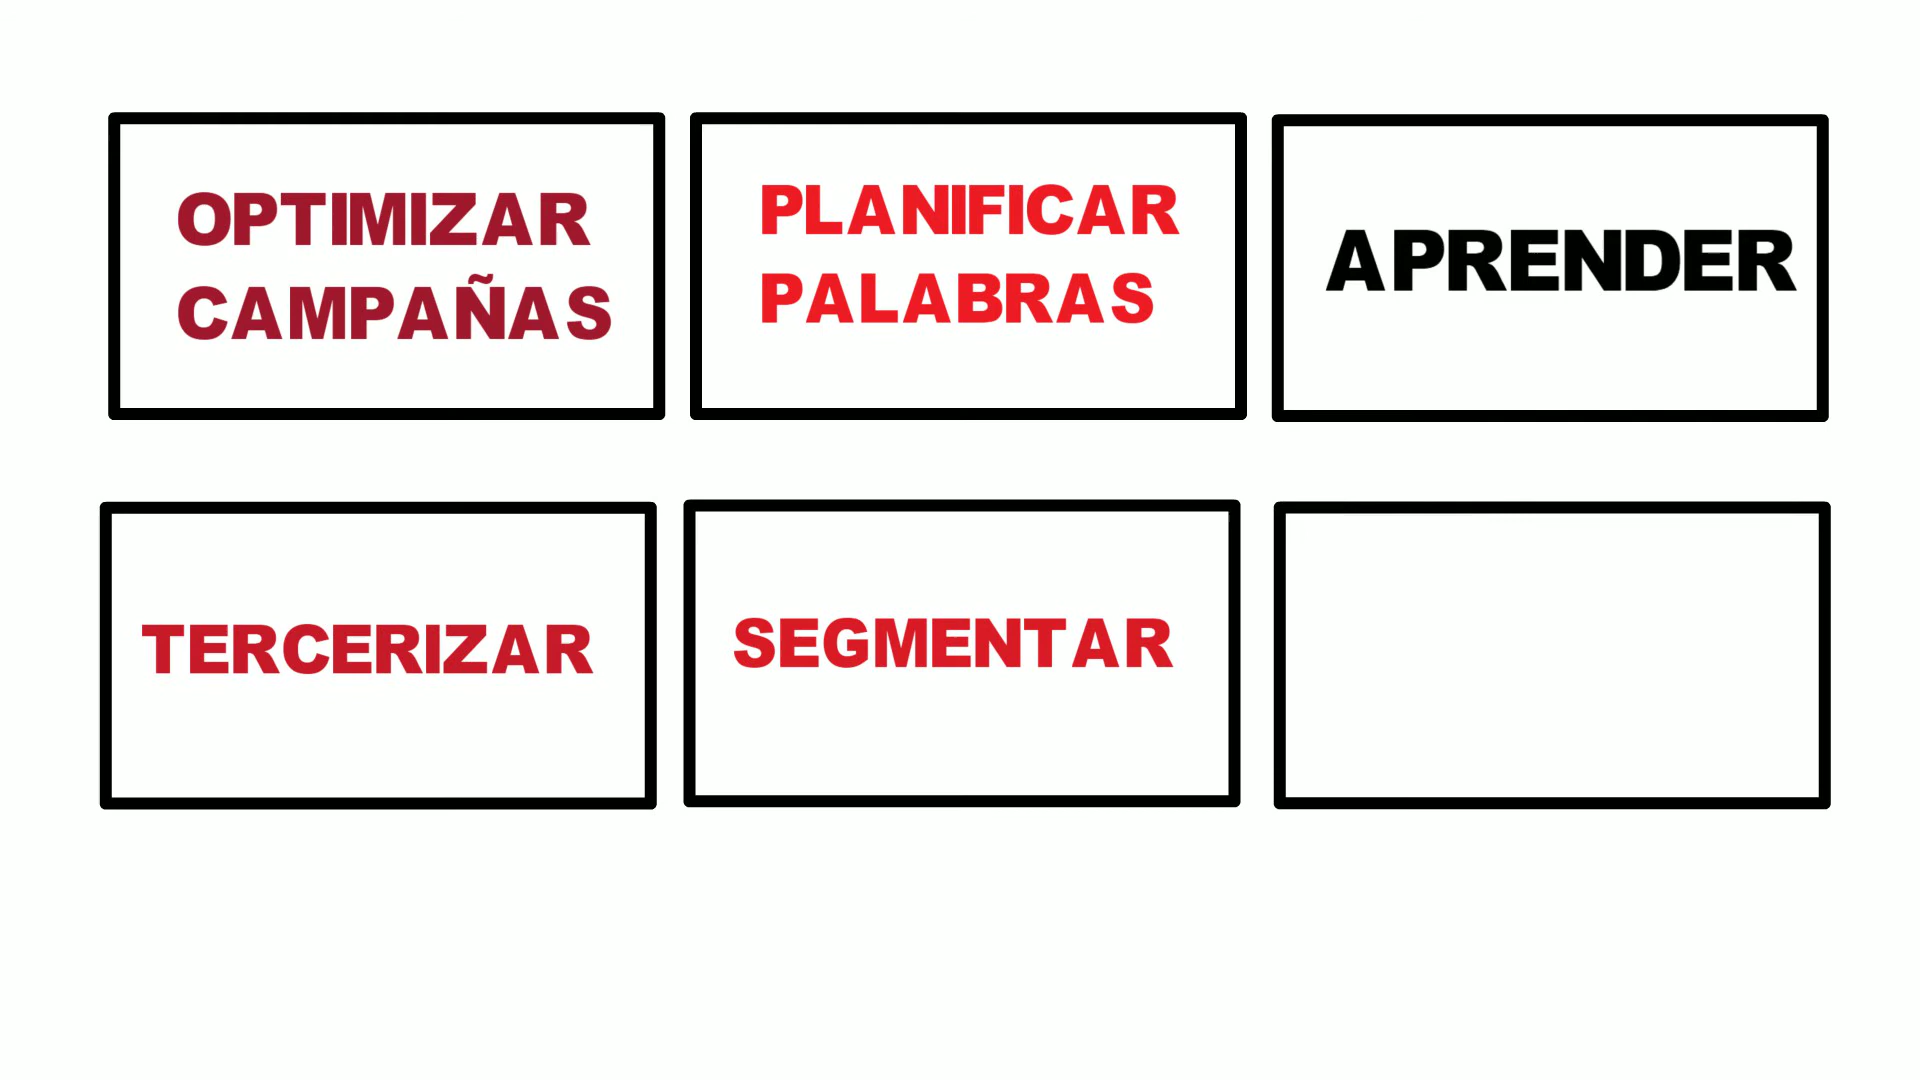 OPTIMIZAR
CAMPAÑAS
PLANIFICAR
PALABRAS
APRENDER
TERCERIZAR
SEGMENTAR